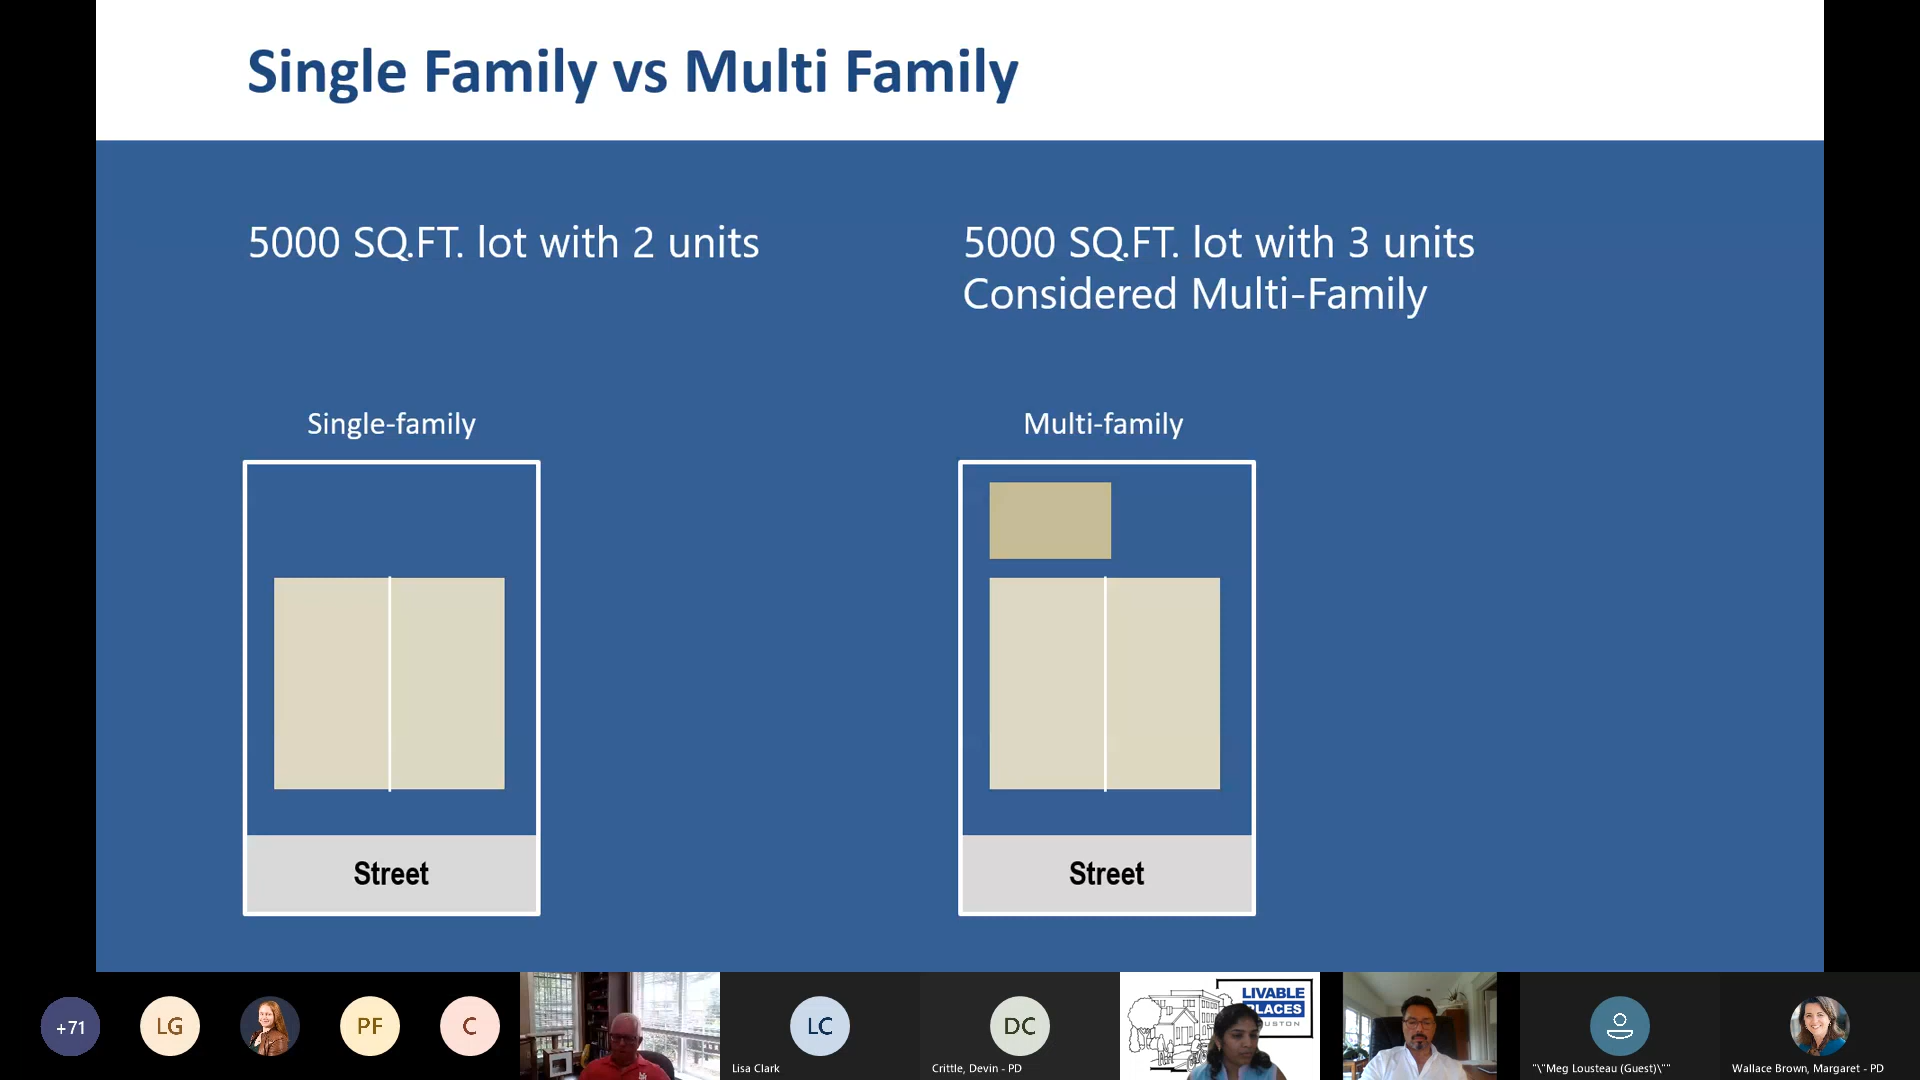 Single Family vs Multi Family
5000 SQ.FT. lot with 2 units
5000 SQ.FT. lot with 3 units
Considered Multi-Family
Single-family
Multi-family
Street
Street
+71
LG
PF
C
LC
Lisa Clark
DC
Crittle, Devin - PD
LIVABLE
PLACES
HOUSTON
"\"Meg Lousteau (Guest)\""
Wallace Brown, Margaret - PD